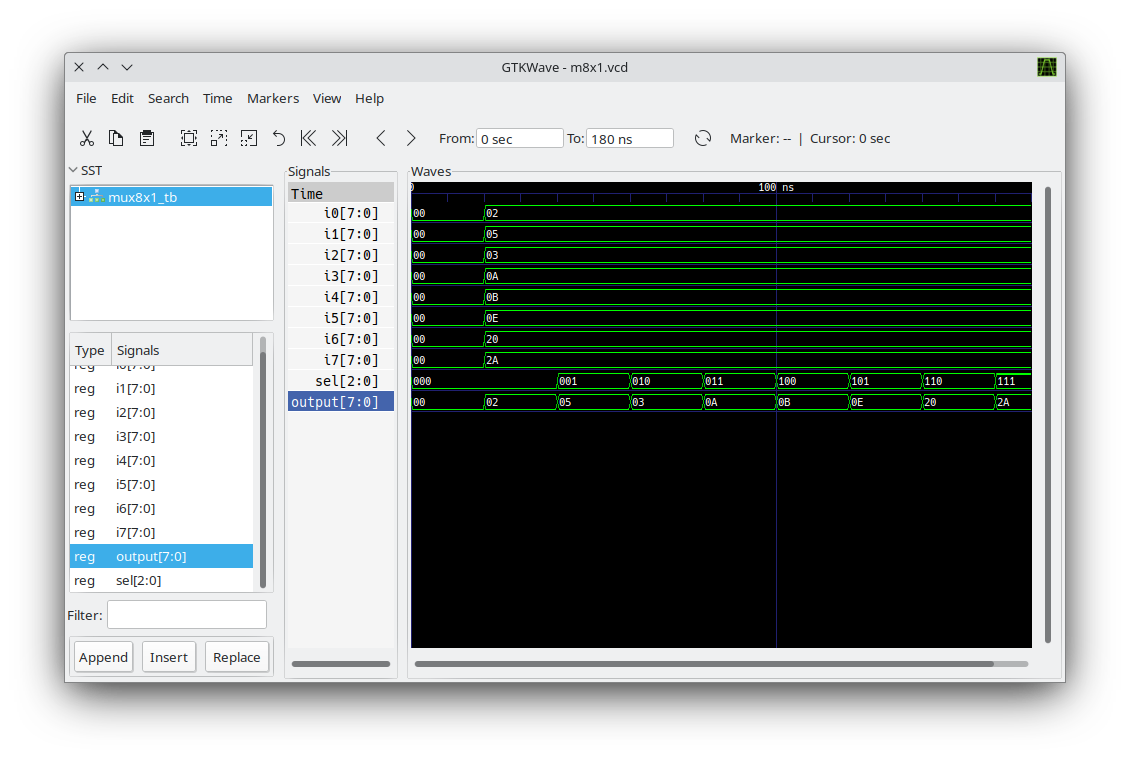 GTKWave - m8x1.vcd
File Edit Search Time Markers View Help
From: 0 sec To: 180 ns Marker: -- | Cursor: 0 sec
SST
mux8x1_tb
Type Signals
reg i0[7:0]
reg i1[7:0]
reg i2[7:0]
reg i3[7:0]
reg i4[7:0]
reg i5[7:0]
reg i6[7:0]
reg i7[7:0]
reg output[7:0]
reg sel[2:0]
Filter:
Append Insert Replace
Signals
Time
i0[7:0]
i1[7:0]
i2[7:0]
i3[7:0]
i4[7:0]
i5[7:0]
i6[7:0]
i7[7:0]
sel[2:0]
output[7:0]
Waves
0 100 ns
00 02
00 05
00 03
00 0A
00 0B
00 0E
00 20
00 2A
000 001 010 011 100 101 110 111
00 02 05 03 0A 0B 0E 20 2A